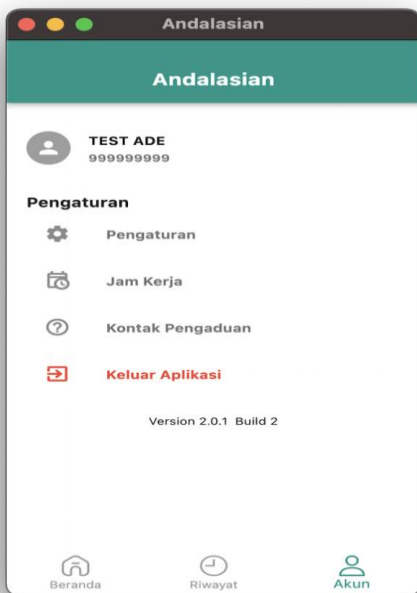 Andalasian
Andalasian
TEST ADE
999999999
Pengaturan
Pengaturan
Jam Kerja
Kontak Pengaduan
Keluar Aplikasi
Version 2.0.1 Build 2
Beranda
Riwayat
Akun